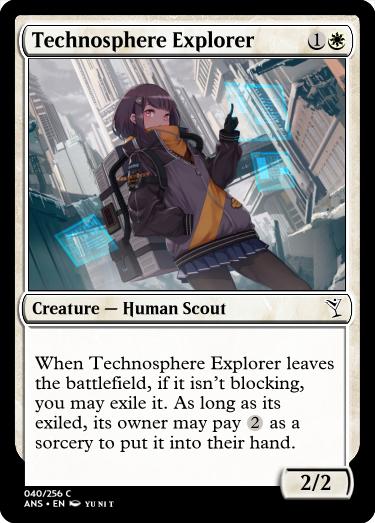 Technosphere Explorer 1
Creature — Human Scout
When Technosphere Explorer leaves
the battlefield, if it isn't blocking,
you may exile it. As long as its
exiled, its owner may pay 2 as a
sorcery to put it into their hand.
2/2
040/256 C
ANS • EN YU NI T